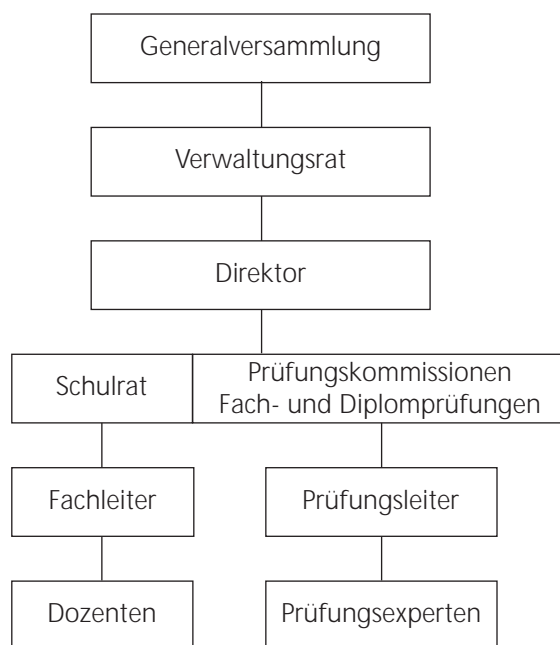 Generalversammlung
Verwaltungsrat
Direktor
Schulrat
Prüfungskommissionen
Fach- und Diplomprüfungen
Fachleiter
Prüfungsleiter
Dozenten
Prüfungsexperten